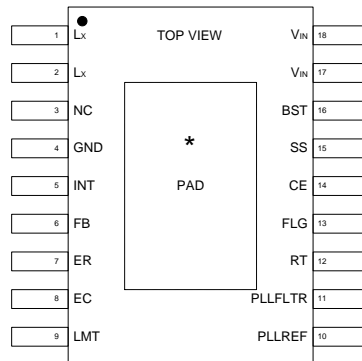 TOP VIEW
1 LX VIN 18
2 LX VIN 17
3 NC BST 16
4 GND SS 15
*
5 INT PAD CE 14
6 FB FLG 13
7 ER RT 12
8 EC PLLFLTR 11
9 LMT PLLREF 10